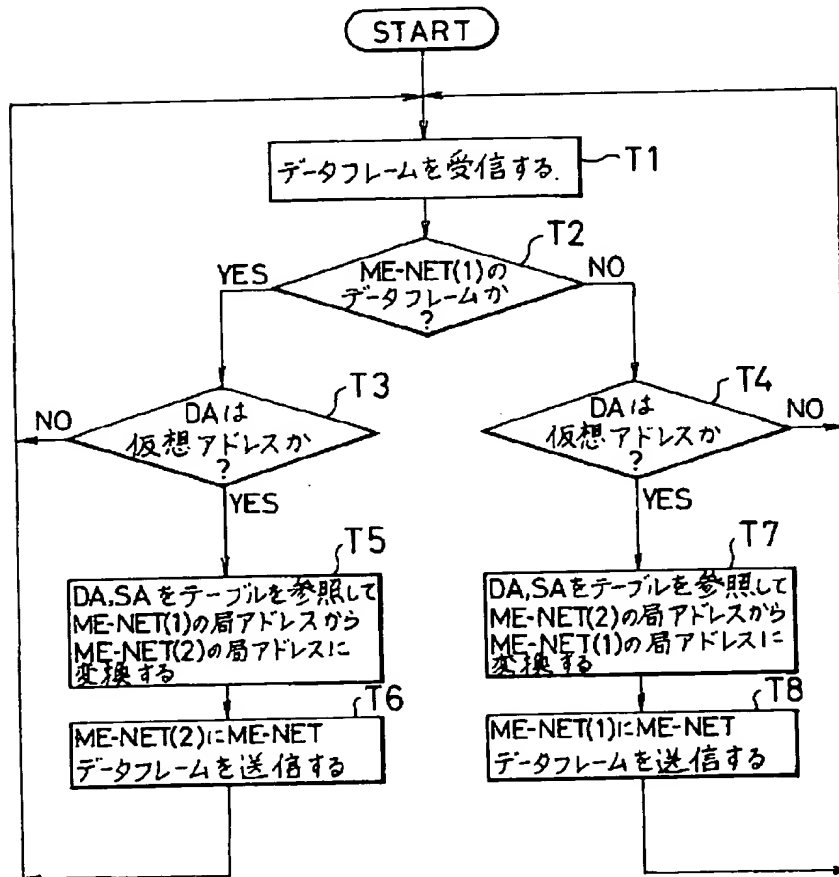 START
データフレームを受信する.
T1
T2
YES
ME-NET(1)の
データフレームか
?
NO
T3
NO
DAは
仮想アドレスか
?
YES
T4
DAは
仮想アドレスか
?
NO
YES
T5
DA,SAをテーブルを参照して
ME-NET(1)の局アドレスから
ME-NET(2)の局アドレスに
変換する
T7
DA,SAをテーブルを参照して
ME-NET(2)の局アドレスから
ME-NET(1)の局アドレスに
変換する
T6
ME-NET(2)にME-NET
データフレームを送信する
T8
ME-NET(1)にME-NET
データフレームを送信する